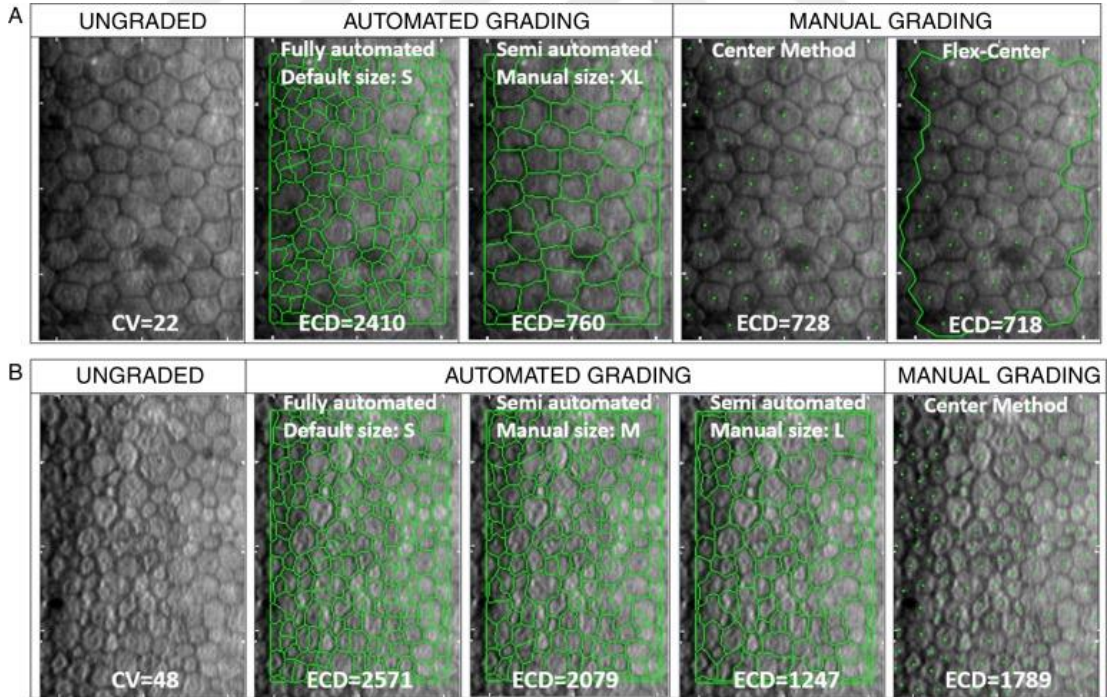 A
UNGRADED
AUTOMATED GRADING
MANUAL GRADING
Fully automated
Default size: S
Semi automated
Manual size: XL
Center Method
Flex-Center
CV=22
ECD=2410
ECD=760
ECD=728
ECD=718
B
UNGRADED
AUTOMATED GRADING
MANUAL GRADING
Fully automated
Default size: S
Semi automated
Manual size: M
Semi automated
Manual size: L
Center Method
CV=48
ECD=2571
ECD=2079
ECD=1247
ECD=1789